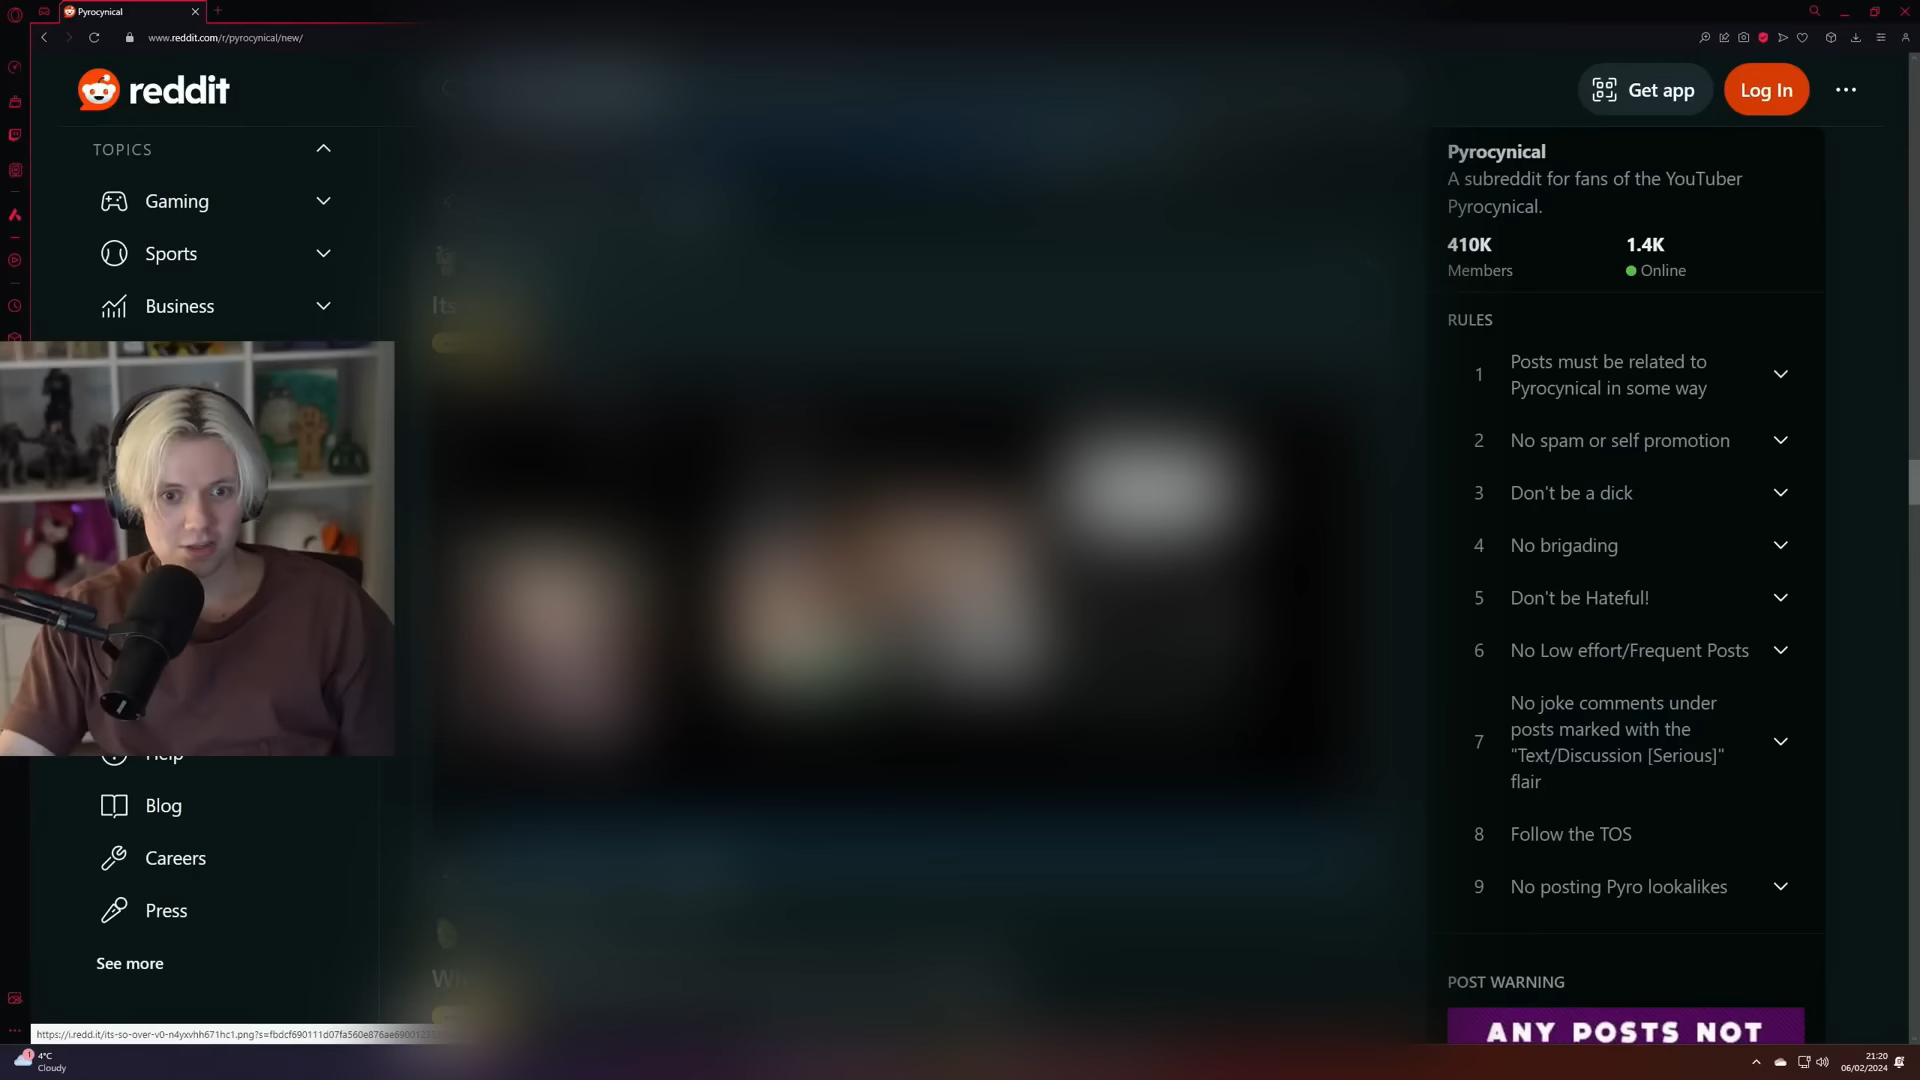 Pyrocynical
www.reddit.com/r/pyrocynical/new/
reddit
Get app
Log In
TOPICS
Gaming
Sports
Business
Help
Blog
Careers
Press
See more
Its
Wh
Pyrocynical
A subreddit for fans of the YouTuber
Pyrocynical.
410K
1.4K
Members
Online
RULES
1
Posts must be related to
Pyrocynical in some way
2
No spam or self promotion
3
Don't be a dick
4
No brigading
5
Don't be Hateful!
6
No Low effort/Frequent Posts
7
No joke comments under
posts marked with the
"Text/Discussion [Serious]"
flair
8
Follow the TOS
9
No posting Pyro lookalikes
POST WARNING
ANY POSTS NOT
1
4°C
Cloudy
21:20
06/02/2024